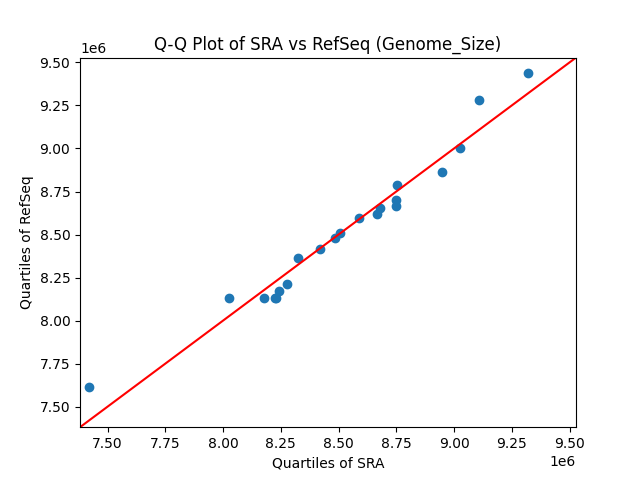 Q-Q Plot of SRA vs RefSeq (Genome_Size)
1e6
9.50
9.25
9.00
8.75
8.50
8.25
8.00
7.75
7.50
Quartiles of RefSeq
7.50 7.75 8.00 8.25 8.50 8.75 9.00 9.25 9.50
Quartiles of SRA
1e6